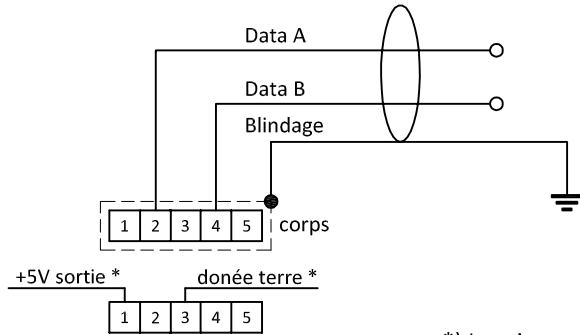 Data A
Data B
Blindage
1 2 3 4 5
corps
+5V sortie *
donée terre *
1 2 3 4 5